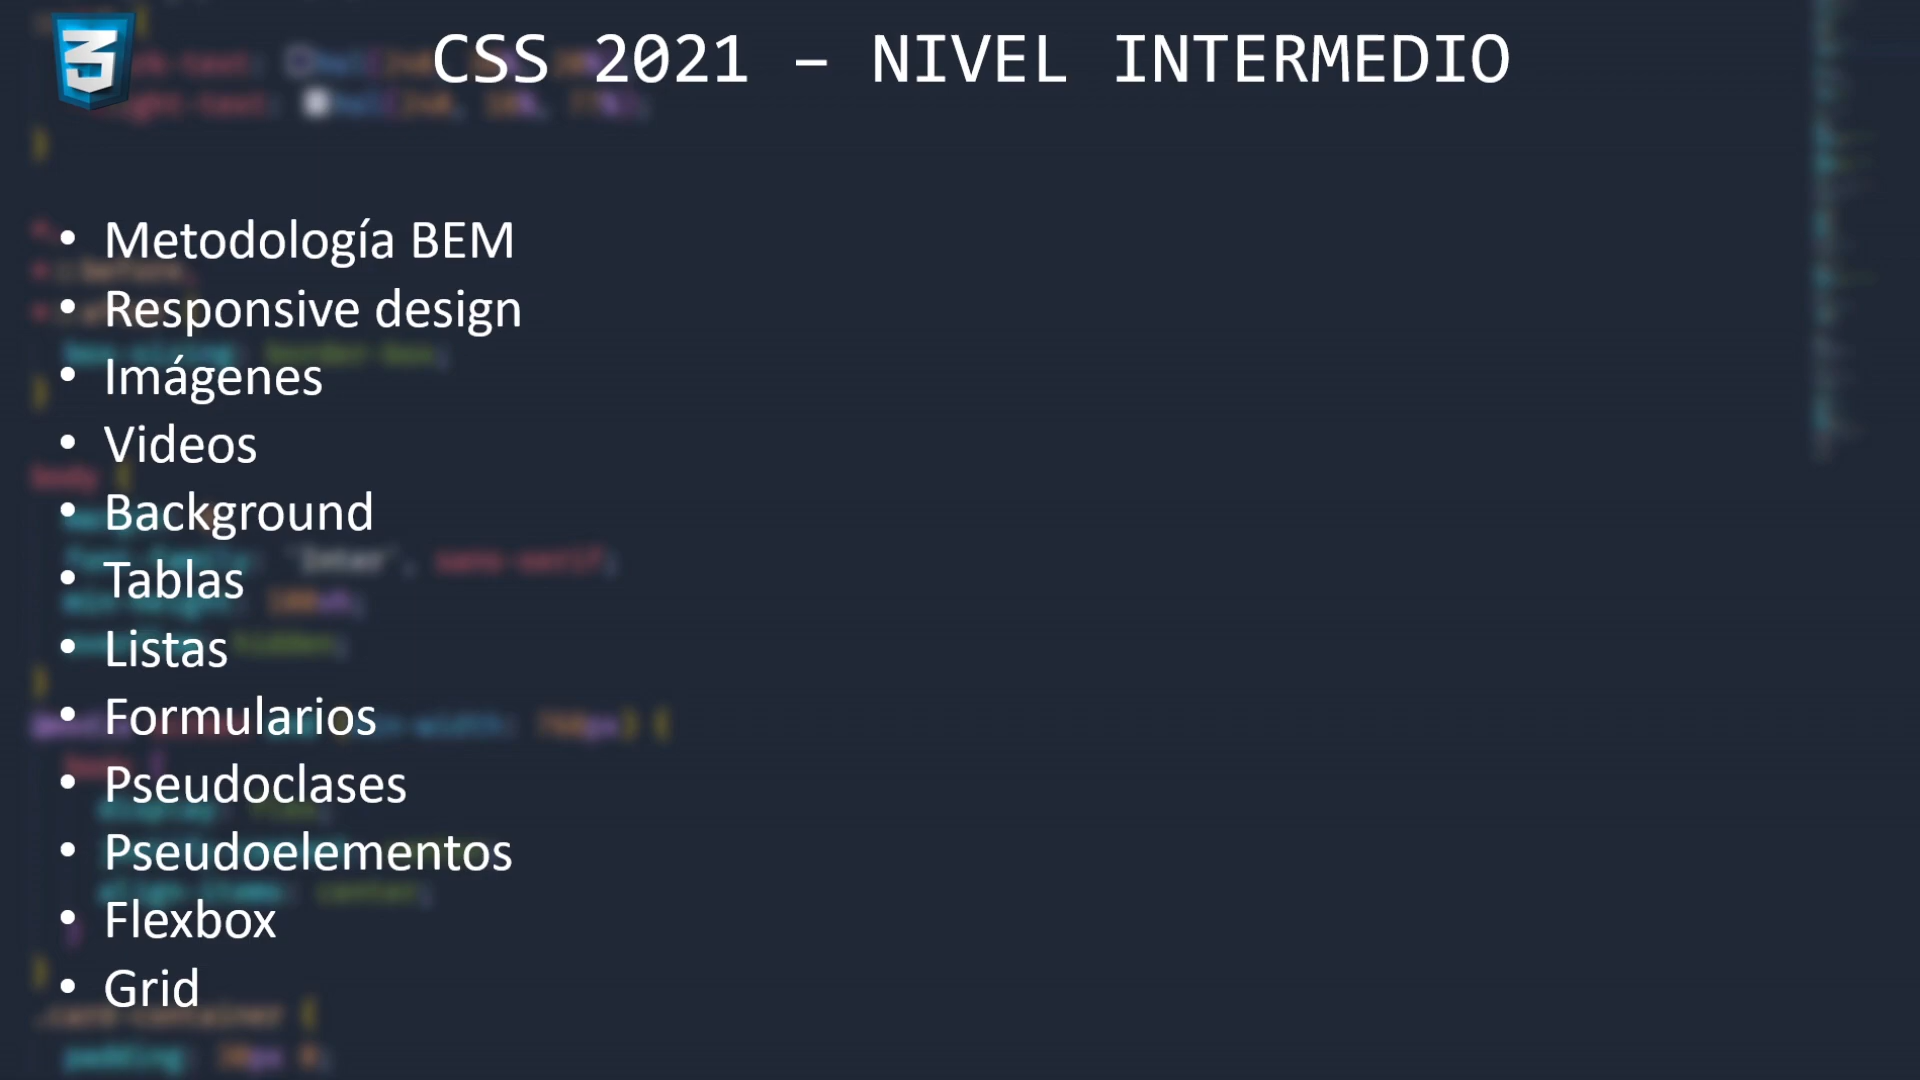 CSS 2021 – NIVEL INTERMEDIO
• Metodología BEM
• Responsive design
• Imágenes
• Videos
• Background
• Tablas
• Listas
• Formularios
• Pseudoclases
• Pseudoelementos
• Flexbox
• Grid